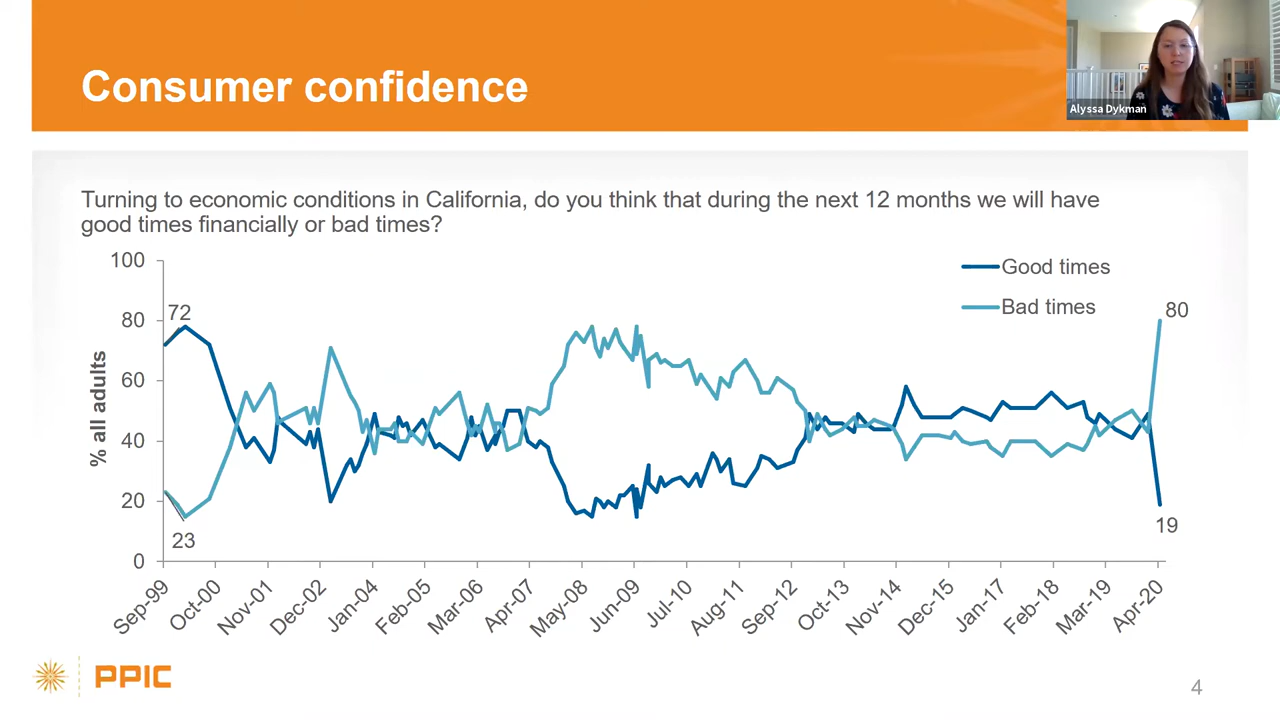 Consumer confidence
Alyssa Dykman
Turning to economic conditions in California, do you think that during the next 12 months we will have
good times financially or bad times?
100
80
60
40
20
0
% all adults
Good times
Bad times
72
23
80
19
Sep-99
Oct-00
Nov-01
Dec-02
Jan-04
Feb-05
Mar-06
Apr-07
May-08
Jun-09
Jul-10
Aug-11
Sep-12
Oct-13
Nov-14
Dec-15
Jan-17
Feb-18
Mar-19
Apr-20
PPIC
4